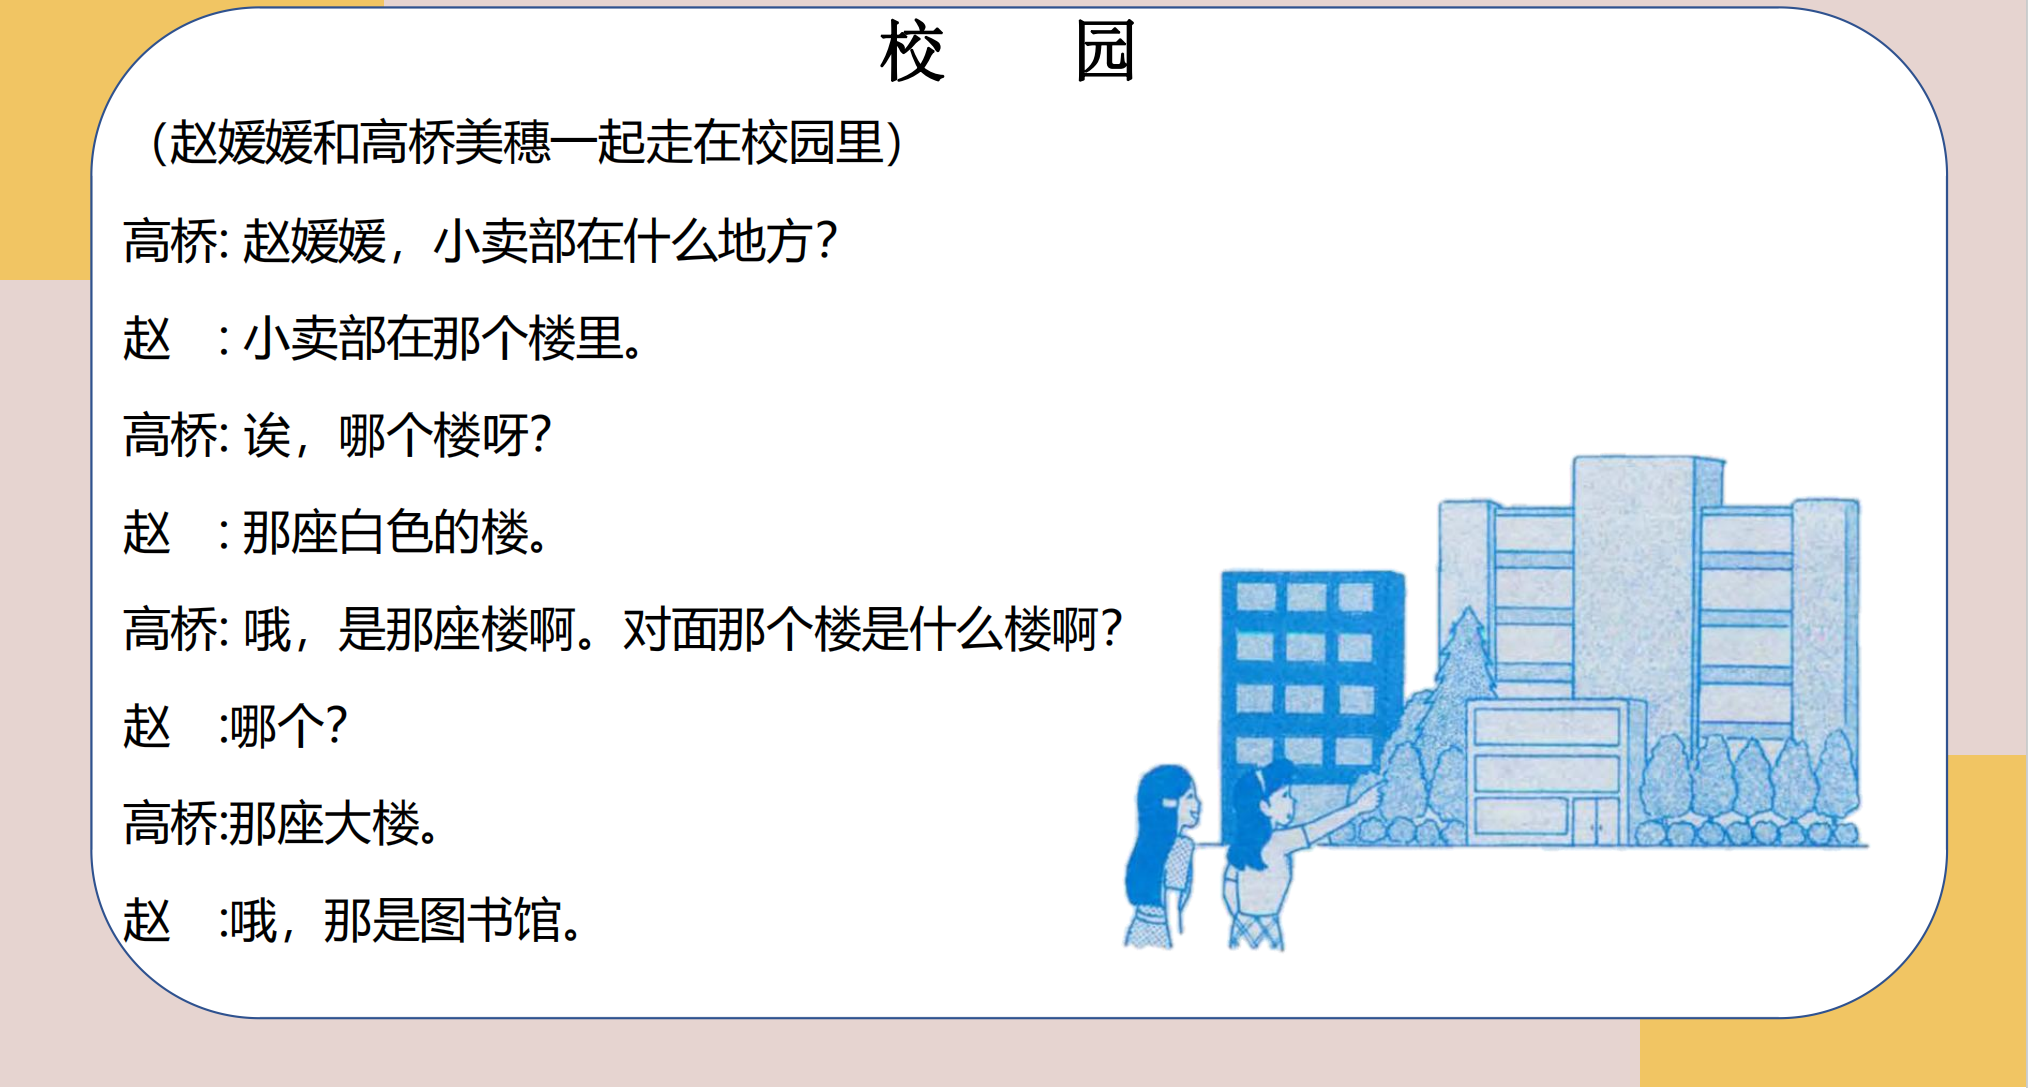 校 园
（赵媛媛和高桥美穗一起走在校园里）
高桥: 赵媛媛，小卖部在什么地方？
赵 : 小卖部在那个楼里。
高桥: 诶，哪个楼呀？
赵 : 那座白色的楼。
高桥: 哦，是那座楼啊。对面那个楼是什么楼啊？
赵 :哪个？
高桥:那座大楼。
赵 :哦，那是图书馆。